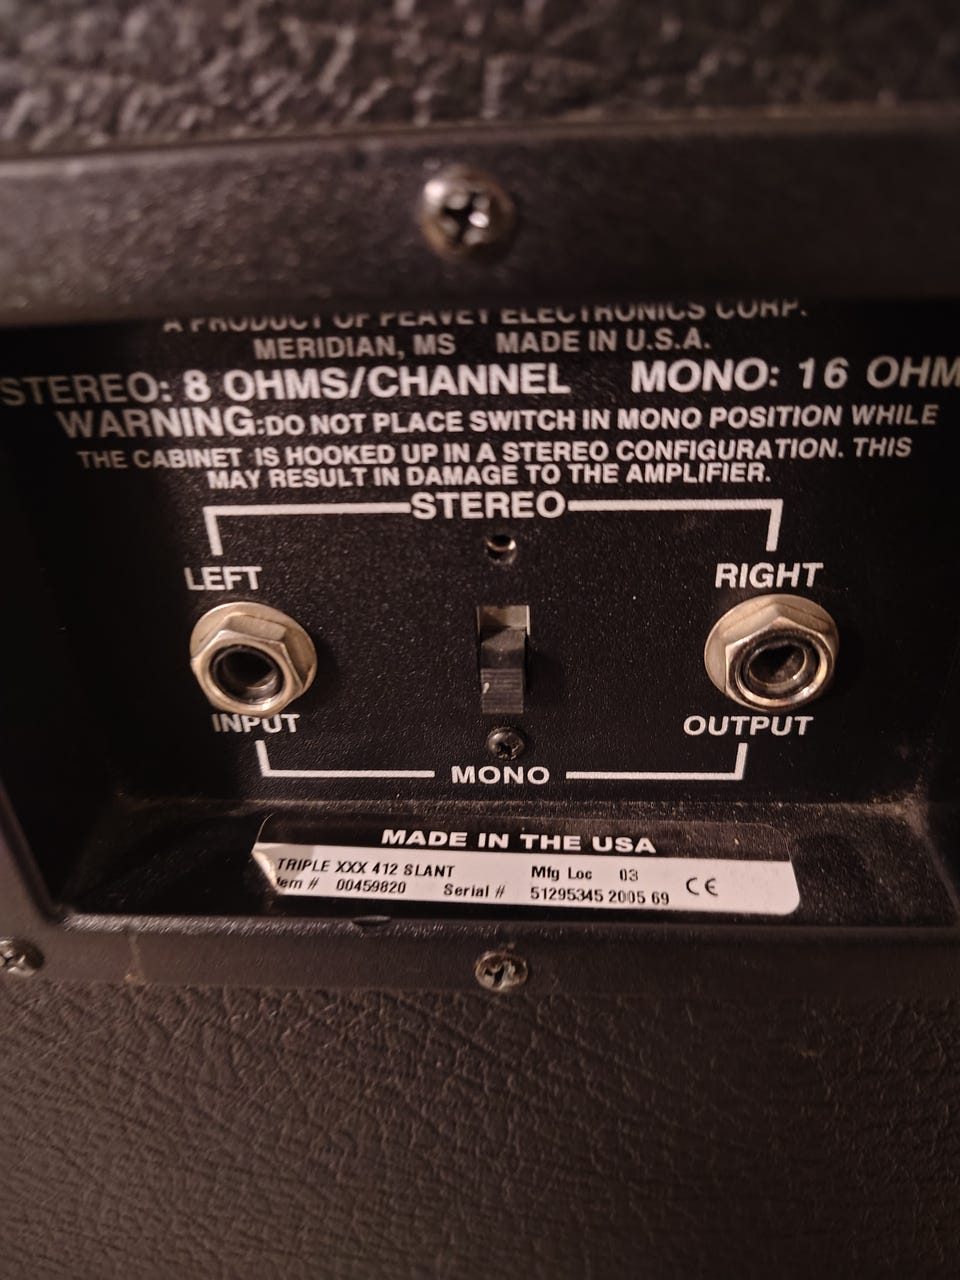 A PRODUCT OF PEAVEY ELECTRONICS CORP.
MERIDIAN, MS MADE IN U.S.A.
STEREO: 8 OHMS/CHANNEL MONO: 16 OHM
WARNING:DO NOT PLACE SWITCH IN MONO POSITION WHILE
THE CABINET IS HOOKED UP IN A STEREO CONFIGURATION. THIS
MAY RESULT IN DAMAGE TO THE AMPLIFIER.
STEREO
LEFT RIGHT
INPUT OUTPUT
MONO
MADE IN THE USA
TRIPLE XXX 412 SLANT Mfg Loc 03
Item # 00459820 Serial # 51295345 2005 69 CE